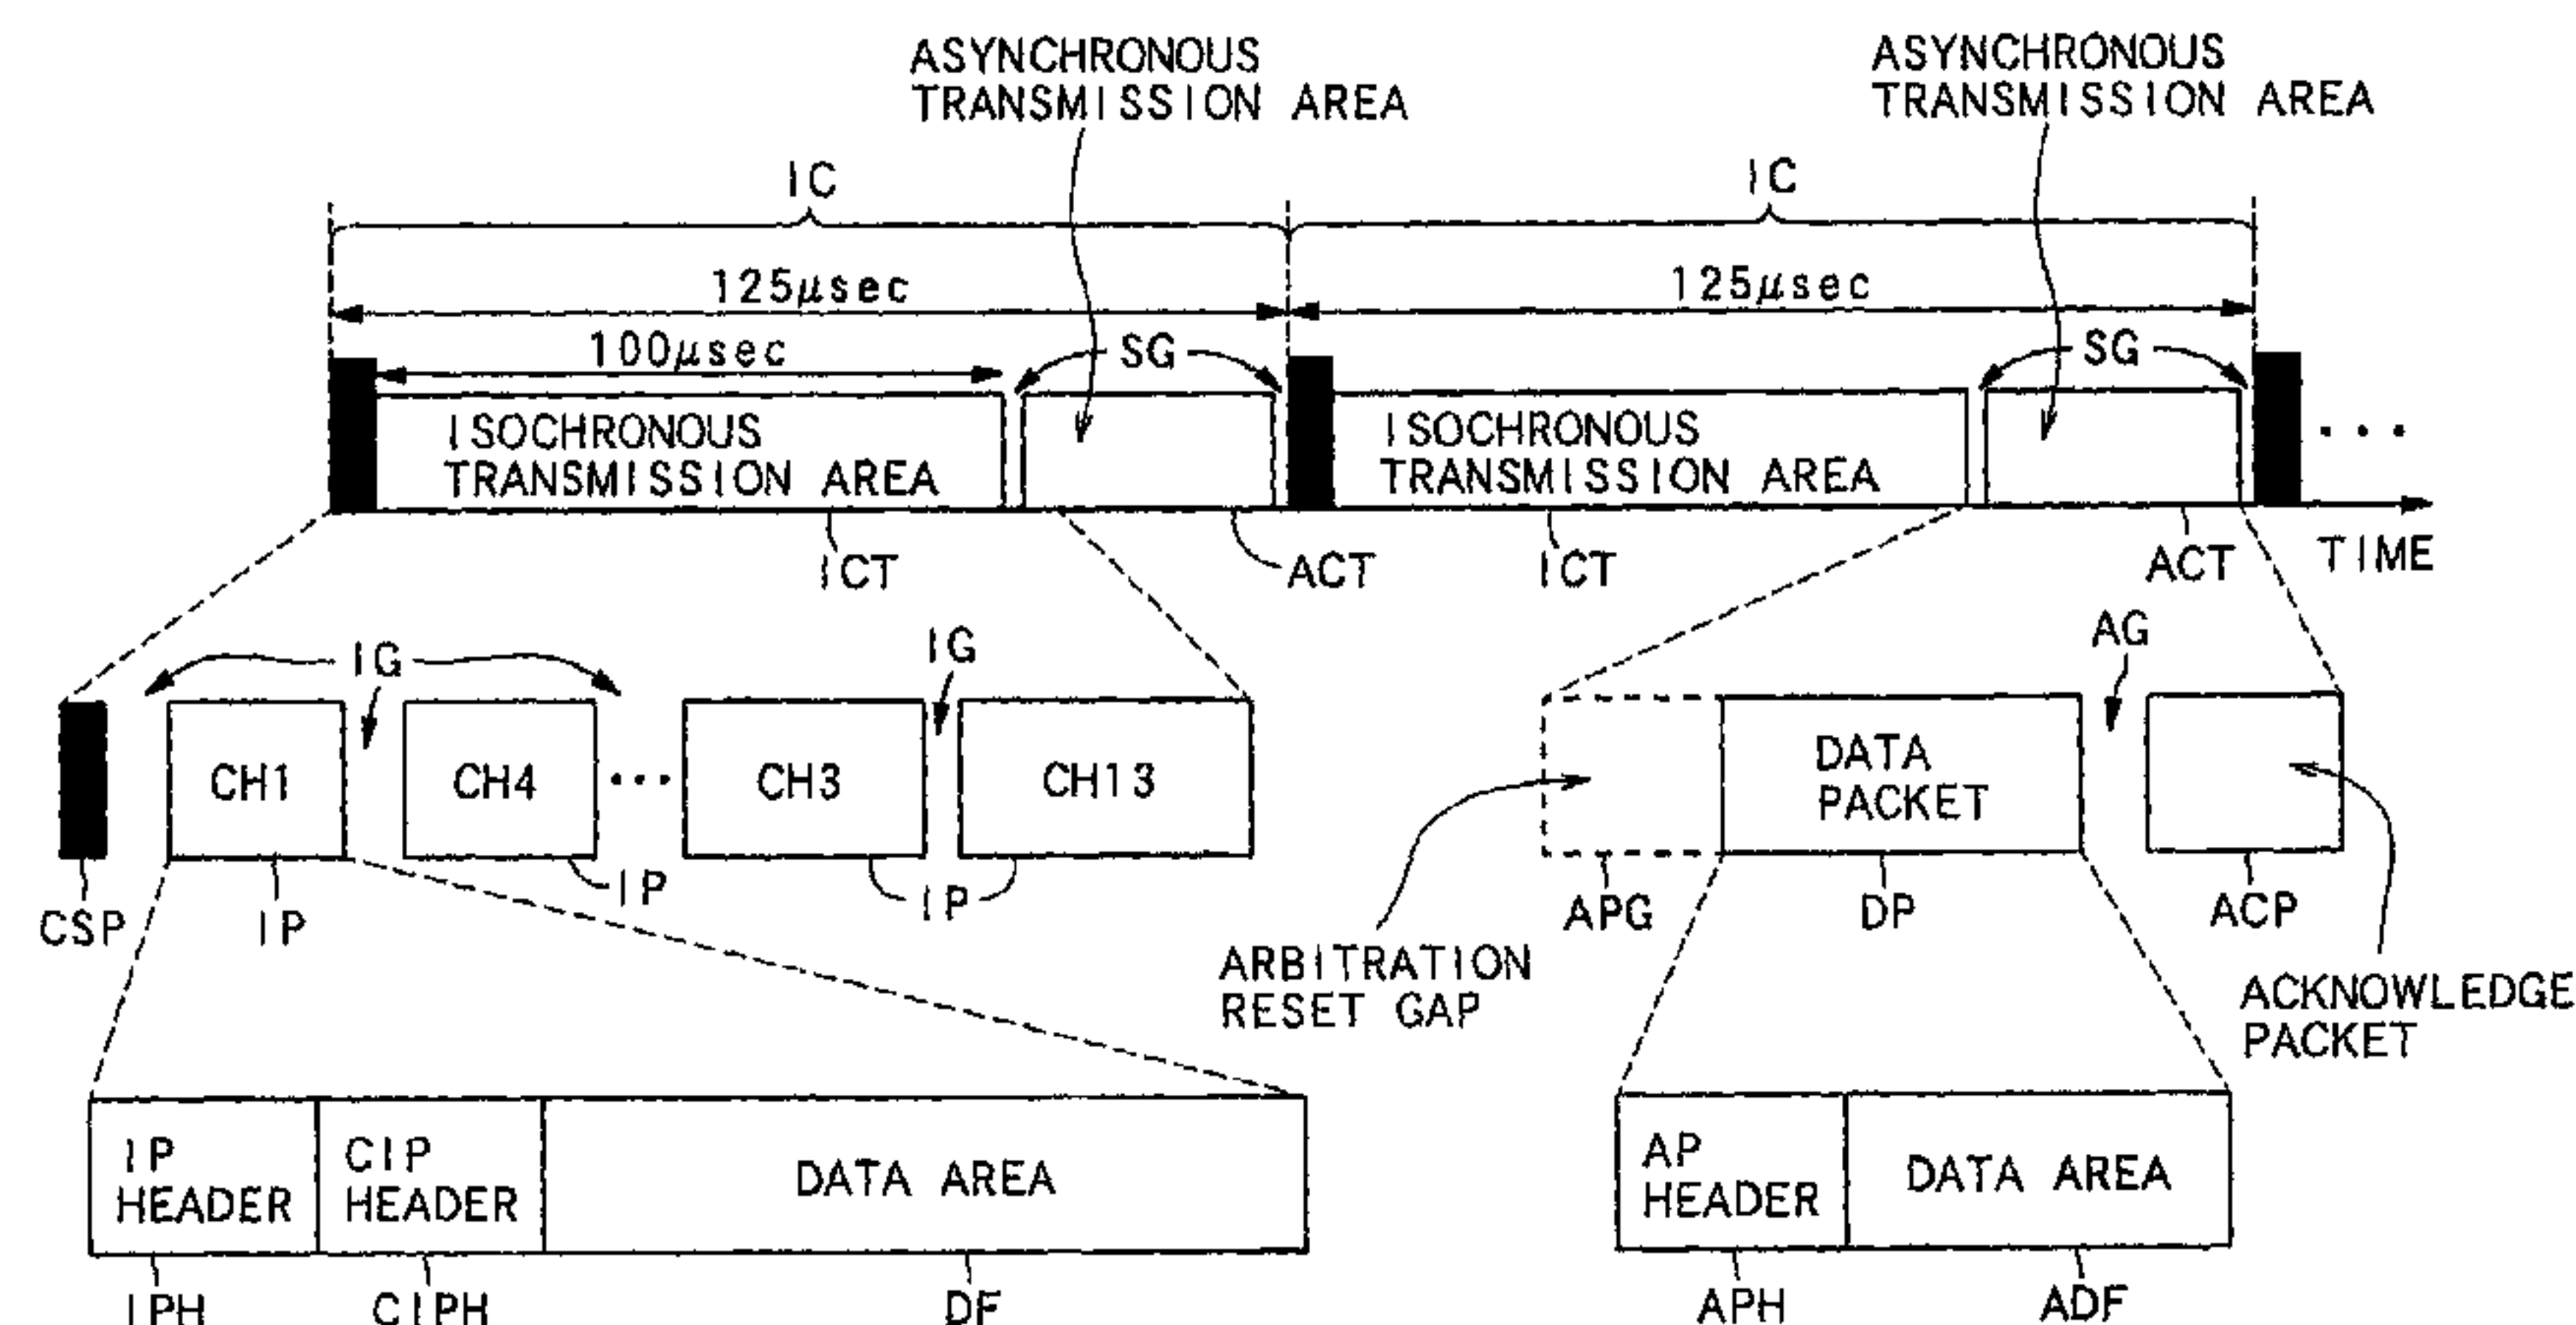 ASYNCHRONOUS
TRANSMISSION AREA
ASYNCHRONOUS
TRANSMISSION AREA
IC
IC
125μsec
125μsec
100μsec
SG
SG
ISOCHRONOUS
TRANSMISSION AREA
ISOCHRONOUS
TRANSMISSION AREA
...
ICT
ACT
ICT
ACT
TIME
IG
IG
AG
CH1
CH4
...
CH3
CH13
DATA
PACKET
CSP
IP
IP
IP
APG
DP
ACP
ARBITRATION
RESET GAP
ACKNOWLEDGE
PACKET
IP
HEADER
CIP
HEADER
DATA AREA
AP
HEADER
DATA AREA
IPH
CIPH
DF
APH
ADF